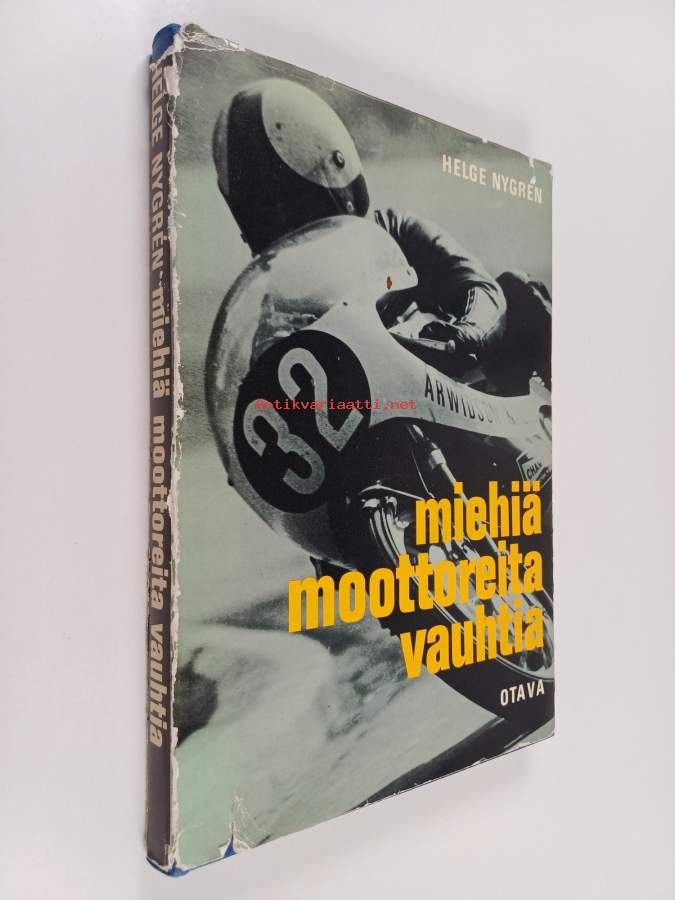 HELGE NYGRÉN miehiä moottoreita vauhtia
HELGE NYGRÉN
32
antikvariaatti.net
miehiä
moottoreita
vauhtia
OTAVA